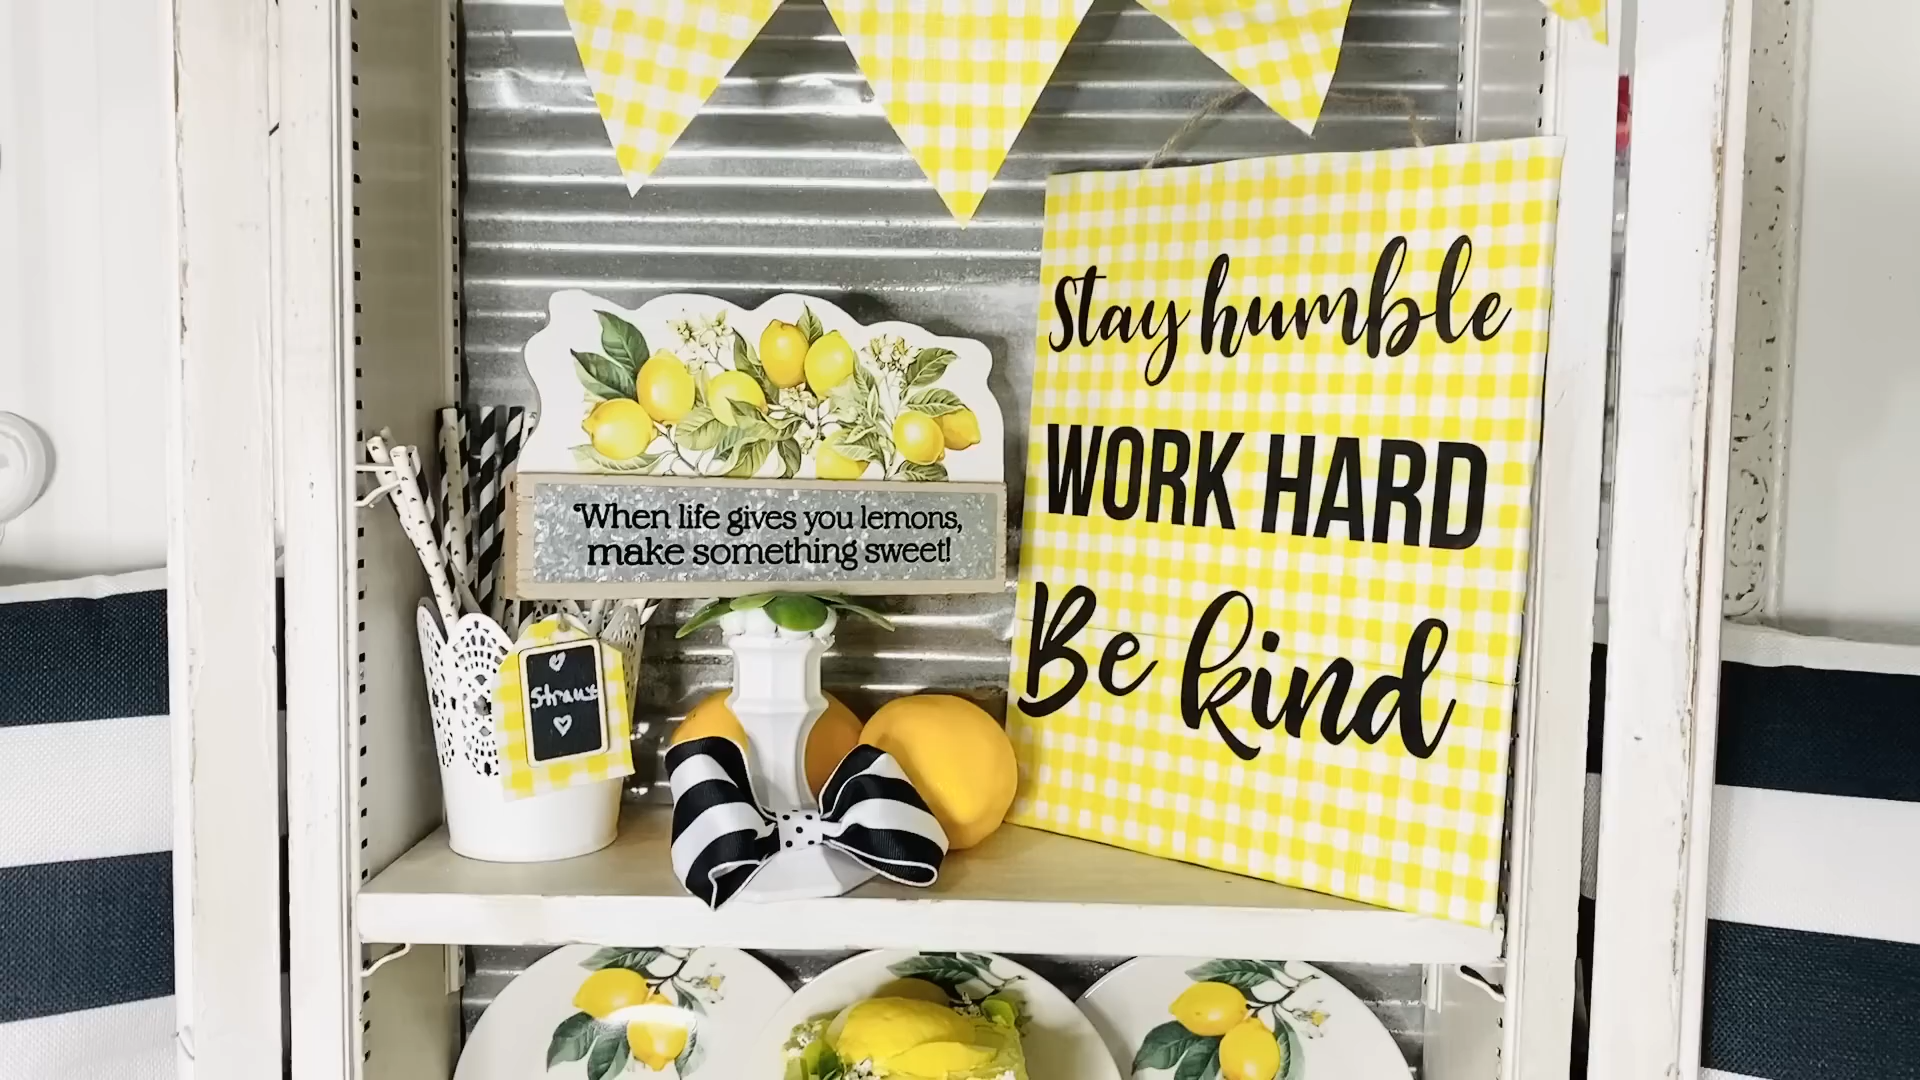 When life gives you lemons,
make something sweet!
Straws
Stay humble
WORK HARD
Be kind